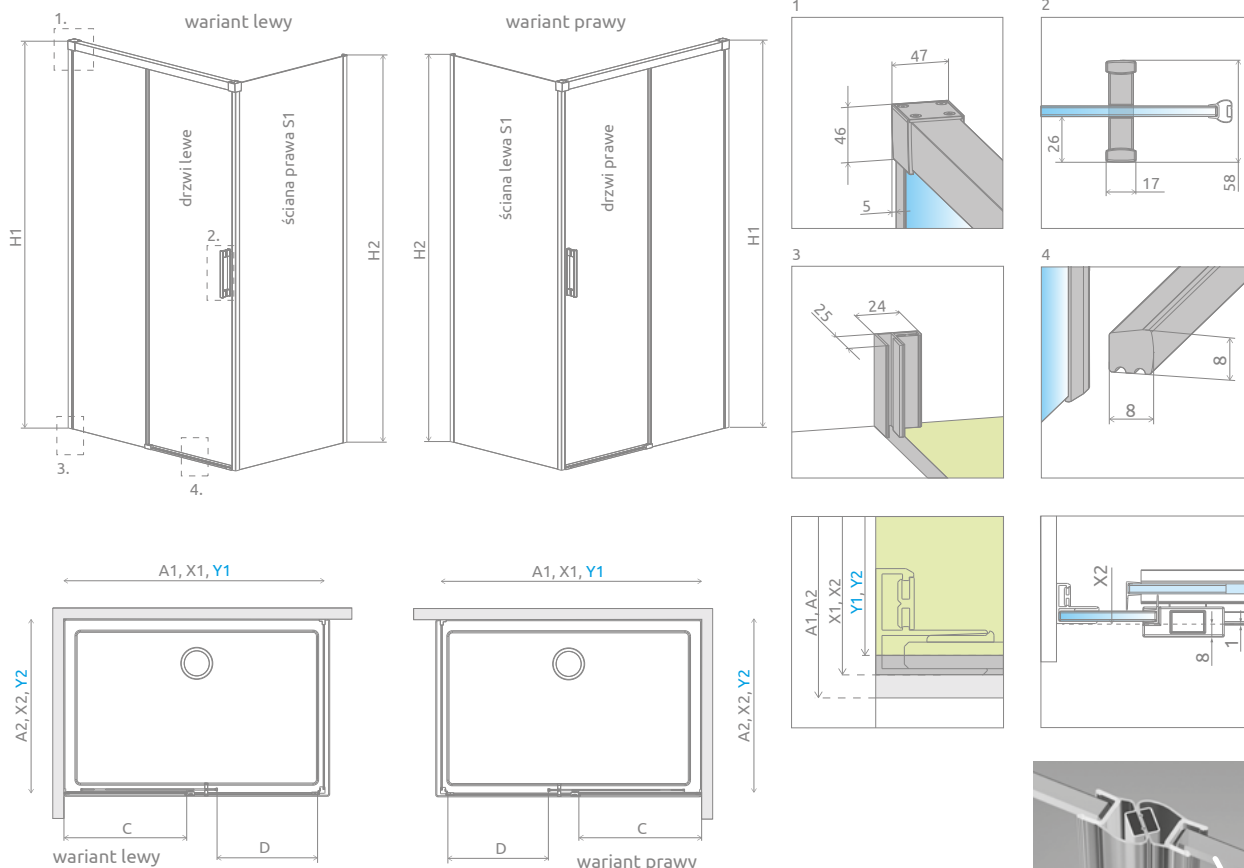 wariant lewy
wariant prawy
1.
H1
drzwi lewe
ściana prawa S1
2.
H2
3.
4.
H2
ściana lewa S1
drzwi prawe
H1
1
47
46
5
2
26
17
58
3
25
24
4
8
8
A1, X1, Y1
A2, X2, Y2
C
D
wariant lewy
A1, X1, Y1
A2, X2, Y2
D
C
wariant prawy
A1, A2
X1, X2
Y1, Y2
X2
8
1